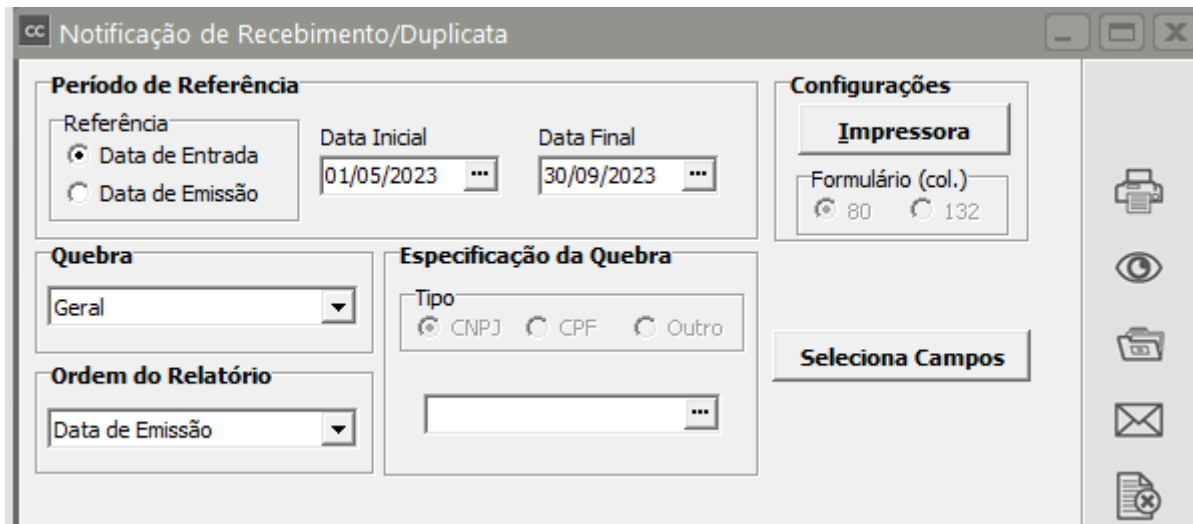 cc Notificação de Recebimento/Duplicata
Período de Referência
Referência
Data de Entrada
Data de Emissão
Data Inicial
01/05/2023 ...
Data Final
30/09/2023 ...
Configurações
Impressora
Formulário (col.)
80 132
Quebra
Geral
Especificação da Quebra
Tipo
CNPJ CPF Outro
...
Seleciona Campos
Ordem do Relatório
Data de Emissão